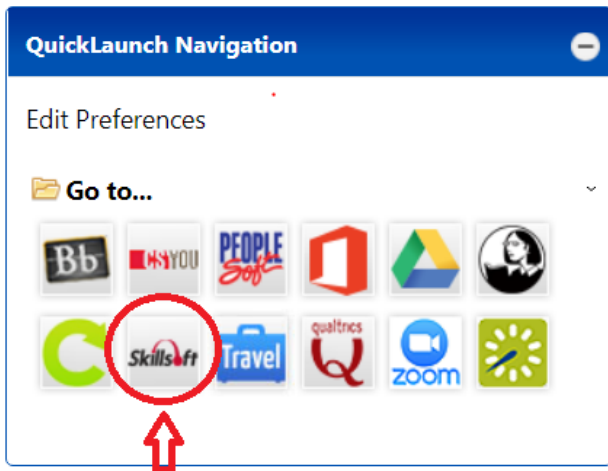 QuickLaunch Navigation
Edit Preferences
Go to...
Bb CSYOU PEOPLE Soft
Skillsoft Travel qualtrics Q zoom